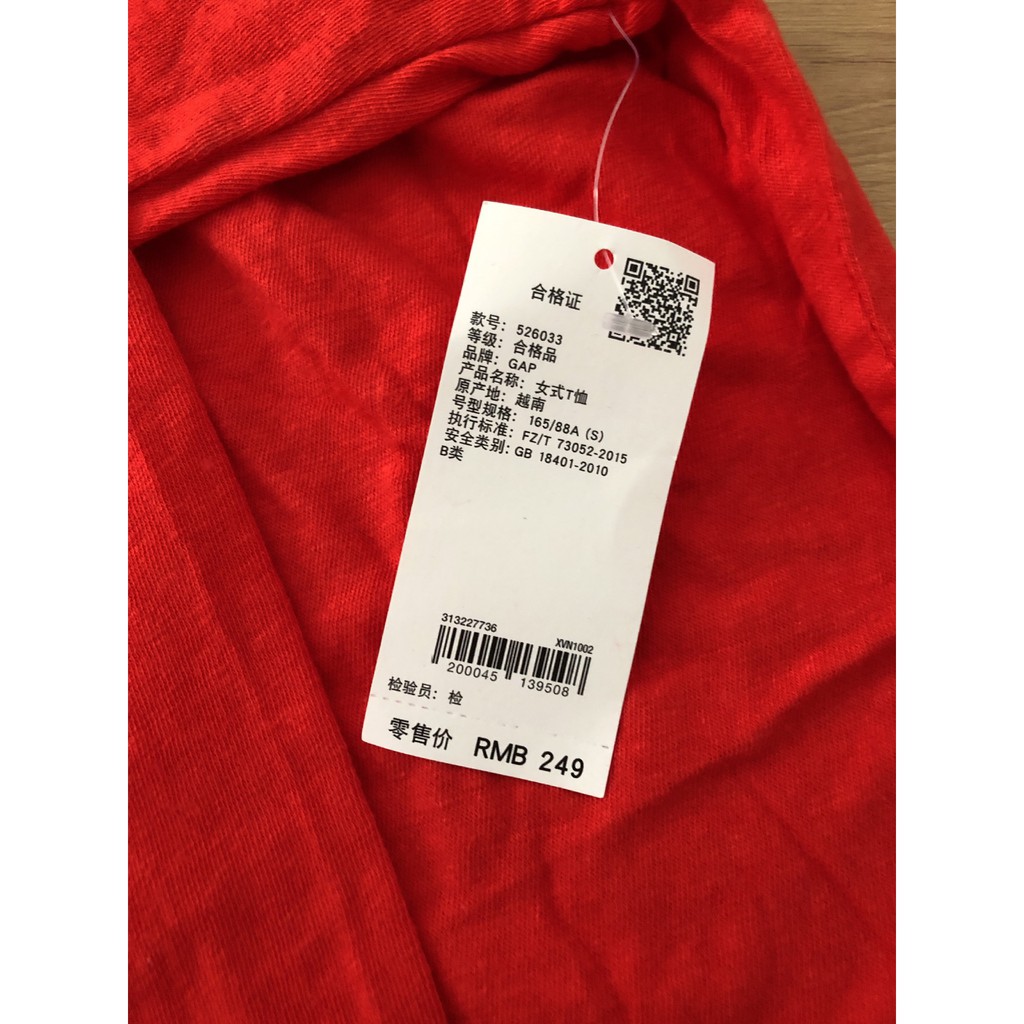 合格证
款号: 526033
等级: 合格品
品牌: GAP
产品名称: 女式T恤
原产地: 越南
号型规格: 165/88A (S)
执行标准: FZ/T 73052-2015
安全类别: GB 18401-2010
B类
313227736
XVN1002
200045 139508
检验员: 检
零售价 RMB 249